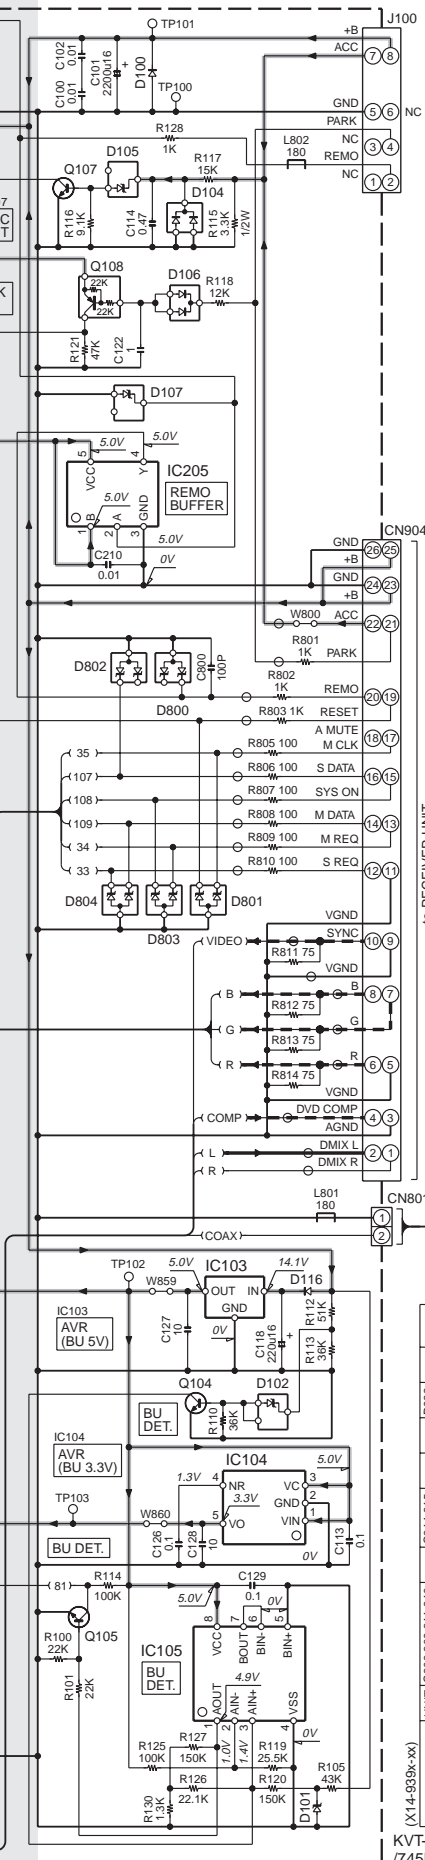 TP101
J100
+B
ACC
7 8
C102
0.01
C101
2200u16
+
D100
C100
0.01
TP100
GND
5 6 NC
PARK
R128
1K
L802
180
NC
3 4
REMO
NC
1 2
D105
R117
15K
Q107
D104
R116
9.1K
C114
0.47
R115
3.3K
1/2W
Q108
22K
22K
D106
R118
12K
R121
47K
C122
1
D107
5.0V
5.0V
5
4
VCC
Y
IC205
REMO
BUFFER
5.0V
B
A
GND
1
2
3
5.0V
C210
0.01
0V
CN904
GND
26 25
+B
GND
24 23
+B
W800
ACC
22 21
R801
1K
PARK
D802
C800
100P
R802
1K
REMO
20 19
D800
R803 1K
RESET
A MUTE
18 17
35
R805 100
M CLK
107
R806 100
S DATA
16 15
108
R807 100
SYS ON
109
R808 100
M DATA
14 13
34
R809 100
M REQ
33
R810 100
S REQ
12 11
D804
D801
D803
VGND
VIDEO
SYNC
10 9
R811 75
VGND
B
B
8 7
R812 75
G
G
R813 75
R
R
6 5
R814 75
VGND
COMP
DVD COMP
4 3
AGND
L
DMIX L
2 1
R
DMIX R
L801
180
CN801
1
COAX
2
TP102
5.0V
IC103
14.1V
W859
OUT
IN
D116
GND
IC103
AVR
(BU 5V)
C127
10
0V
C118
220u16
+
R112
51K
R113
36K
Q104
D102
BU
DET.
R110
36K
IC104
AVR
(BU 3.3V)
IC104
5.0V
1.3V
4
NR
VC
3
GND
2
3.3V
TP103
W860
5
VO
VIN
1
BU DET.
C126
0.1
C128
10
0V
C113
0.1
81
R114
100K
C129
0.1
5.0V
0V
8
7
6
5
VCC
BOUT
BIN-
BIN+
Q105
R100
22K
IC105
BU
DET.
R101
22K
4.9V
AOUT
AIN-
AIN+
VSS
1
2
3
4
0V
R127
150K
1.0V
1.4V
R125
100K
R119
25.5K
R126
22.1K
R120
150K
R105
43K
R130
1.3K
D101
(X14-939x-xx)
KVT-